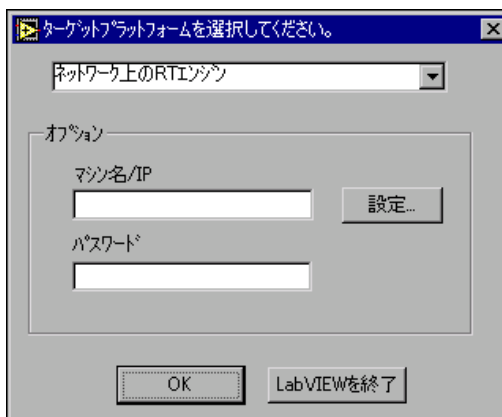 ターゲットプラットフォームを選択してください。
ネットワーク上のRTエンジン
オプション
マシン名/IP
設定...
パスワード
OK
LabVIEWを終了